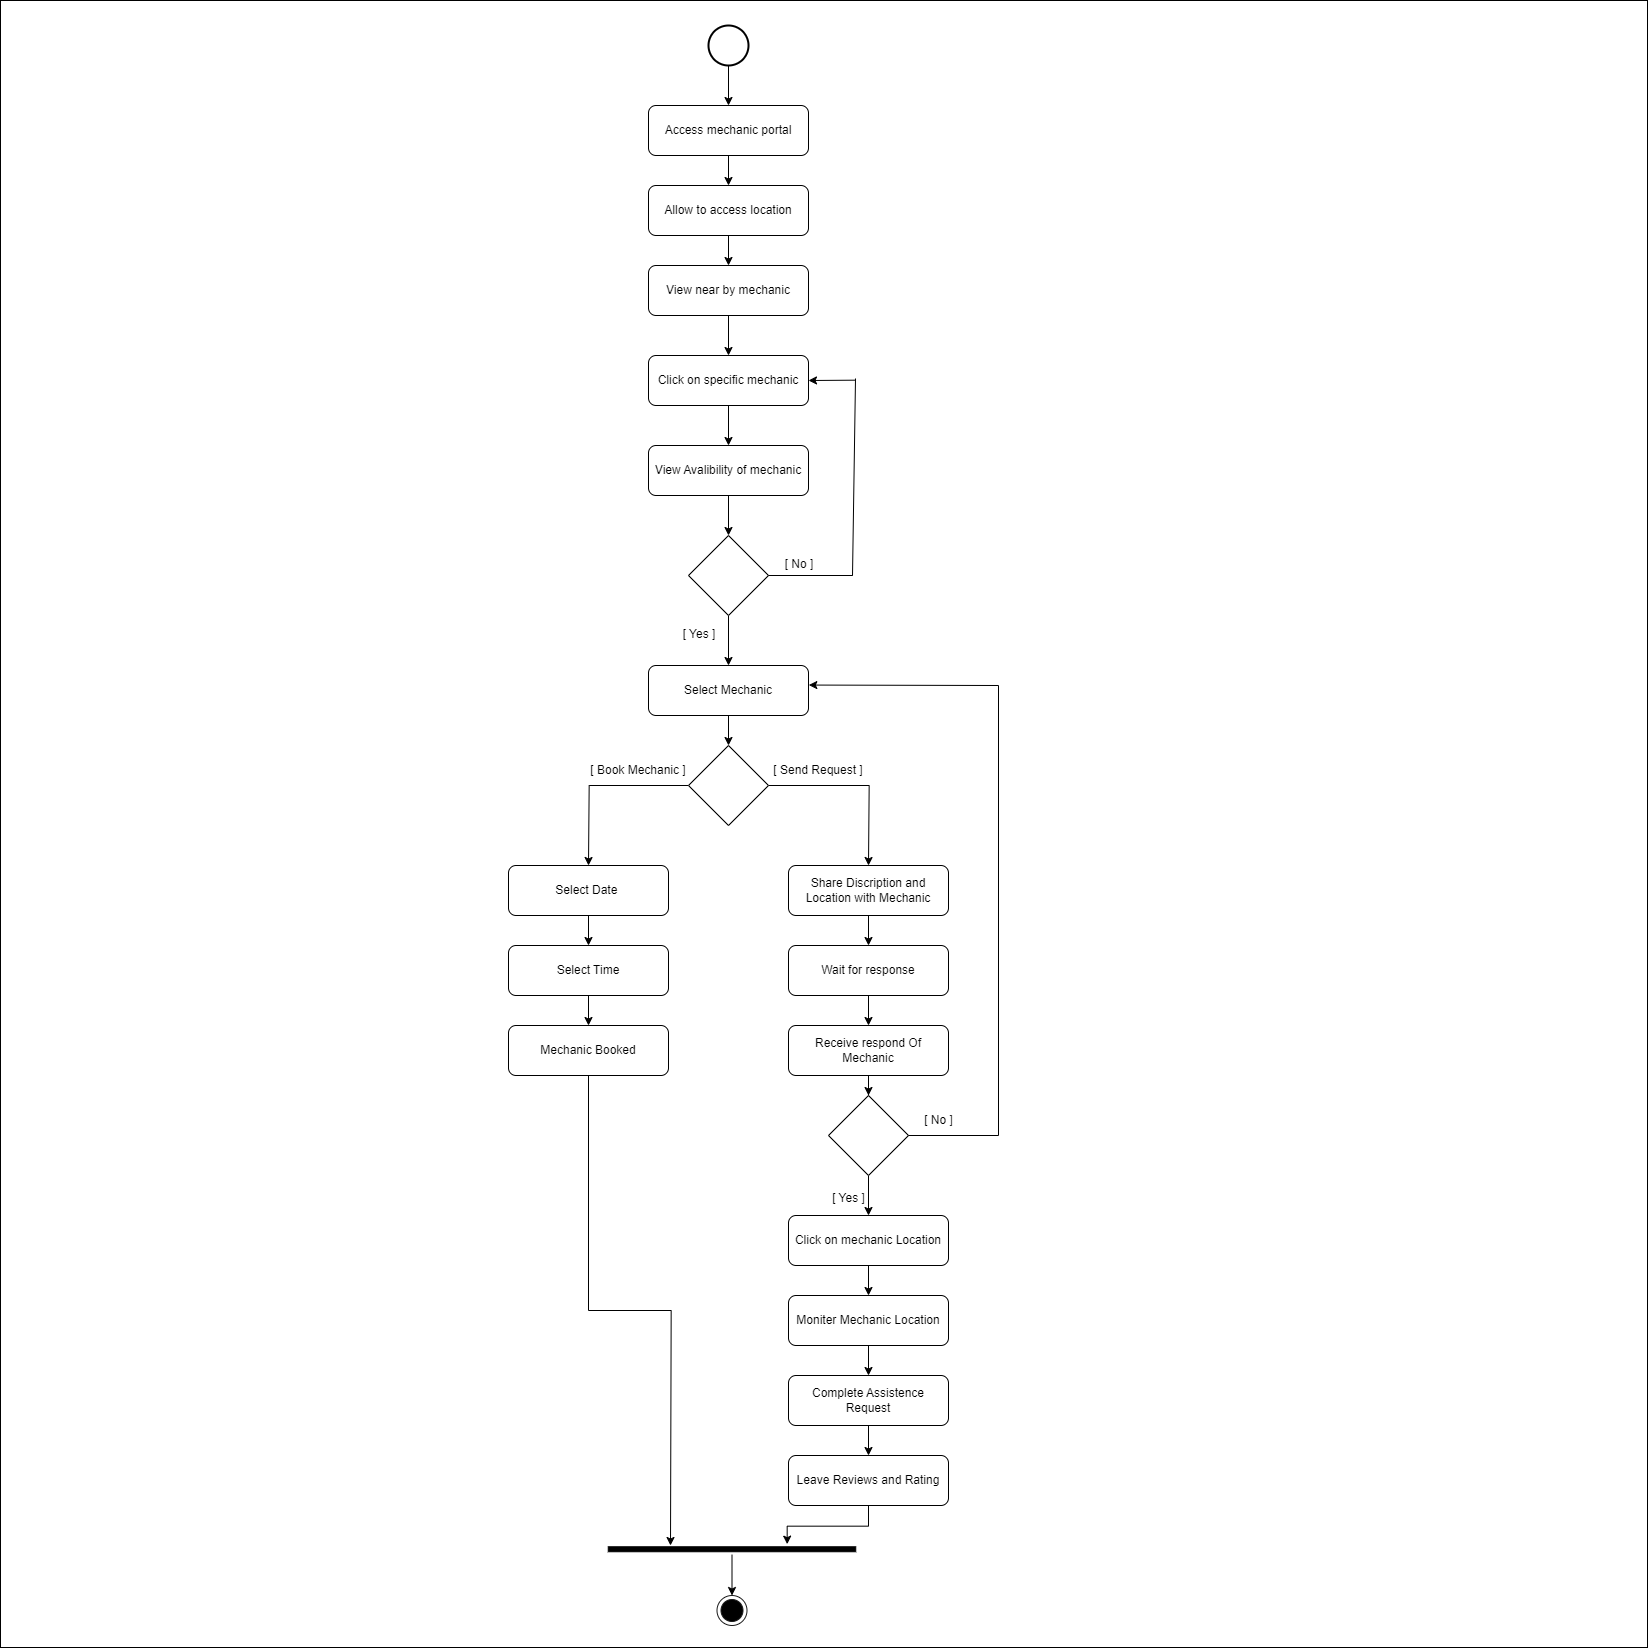 Access mechanic portal
Allow to access location
View near by mechanic
Click on specific mechanic
View Avalibility of mechanic
[ No ]
[ Yes ]
Select Mechanic
[ Book Mechanic ]
[ Send Request ]
Select Date
Select Time
Mechanic Booked
Share Discription and
Location with Mechanic
Wait for response
Receive respond Of
Mechanic
[ No ]
[ Yes ]
Click on mechanic Location
Moniter Mechanic Location
Complete Assistence
Request
Leave Reviews and Rating